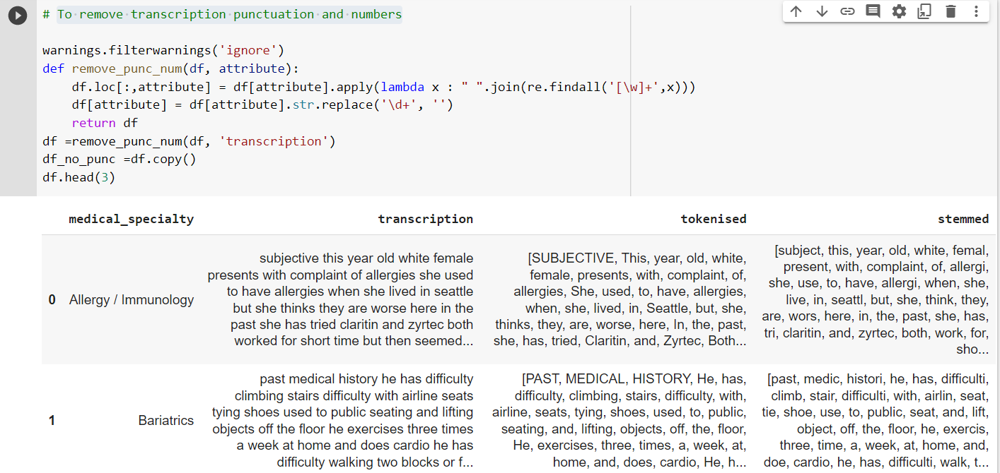 # To remove transcription punctuation and numbers
warnings.filterwarnings('ignore')
def remove_punc_num(df, attribute):
    df.loc[:,attribute] = df[attribute].apply(lambda x : " ".join(re.findall('[\w]+',x)))
    df[attribute] = df[attribute].str.replace('\d+', '')
    return df
df =remove_punc_num(df, 'transcription')
df_no_punc =df.copy()
df.head(3)
medical_specialty transcription tokenised stemmed
0 Allergy / Immunology
subjective this year old white female
presents with complaint of allergies she used
to have allergies when she lived in seattle
but she thinks they are worse here in the
past she has tried claritin and zyrtec both
worked for short time but then seemed...
[SUBJECTIVE, This, year, old, white,
female, presents, with, complaint, of,
allergies, She, used, to, have, allergies,
when, she, lived, in, Seattle, but, she,
thinks, they, are, worse, here, In, the, past,
she, has, tried, Claritin, and, Zyrtec, Both...
[subject, this, year, old, white, femal,
present, with, complaint, of, allergi,
she, use, to, have, allergi, when, she,
live, in, seattl, but, she, think, they,
are, wors, here, in, the, past, she, has,
tri, claritin, and, zyrtec, both, work, for,
sho...
1 Bariatrics
past medical history he has difficulty
climbing stairs difficulty with airline seats
tying shoes used to public seating and lifting
objects off the floor he exercises three times
a week at home and does cardio he has
difficulty walking two blocks or f...
[PAST, MEDICAL, HISTORY, He, has,
difficulty, climbing, stairs, difficulty, with,
airline, seats, tying, shoes, used, to, public,
seating, and, lifting, objects, off, the, floor,
He, exercises, three, times, a, week, at,
home, and, does, cardio, He, h...
[past, medic, histori, he, has, difficulti,
climb, stair, difficulti, with, airlin, seat,
tie, shoe, use, to, public, seat, and, lift,
object, off, the, floor, he, exercis,
three, time, a, week, at, home, and,
doe, cardio, he, has, difficulti, walk, t...